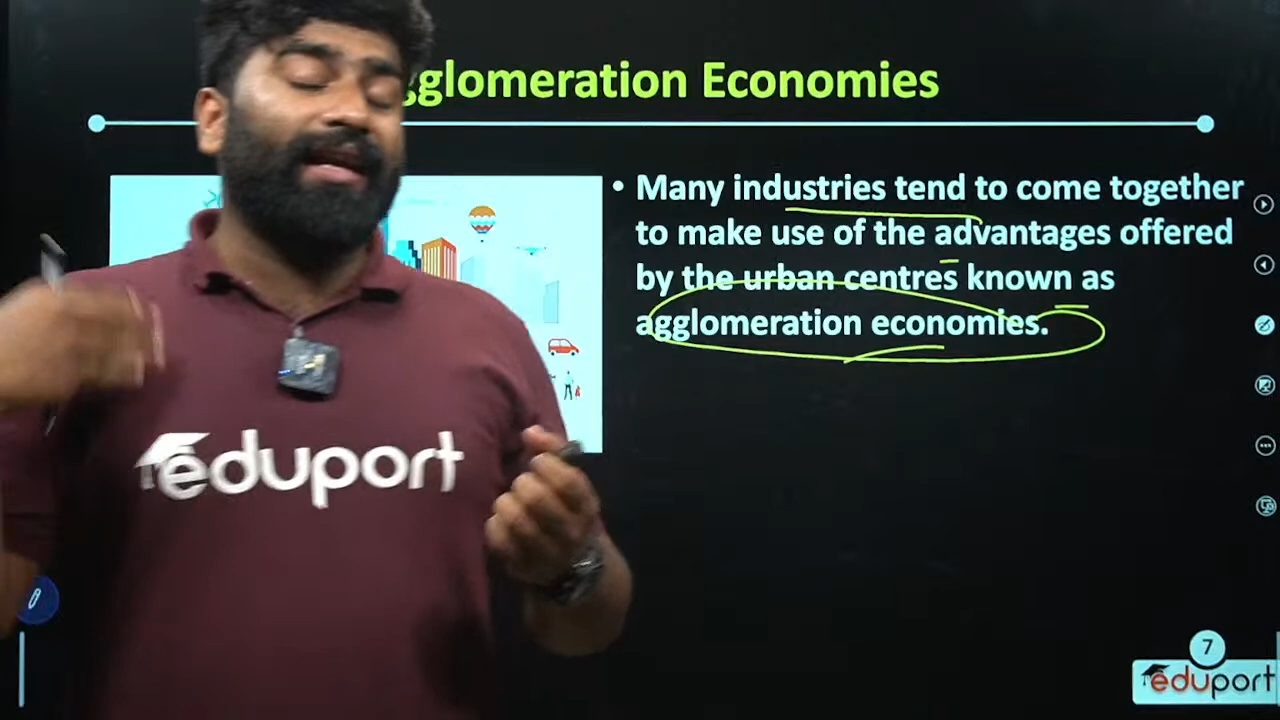 gglomeration Economies
• Many industries tend to come together
to make use of the advantages offered
by the urban centres known as
agglomeration economies.
eduport
7
eduport